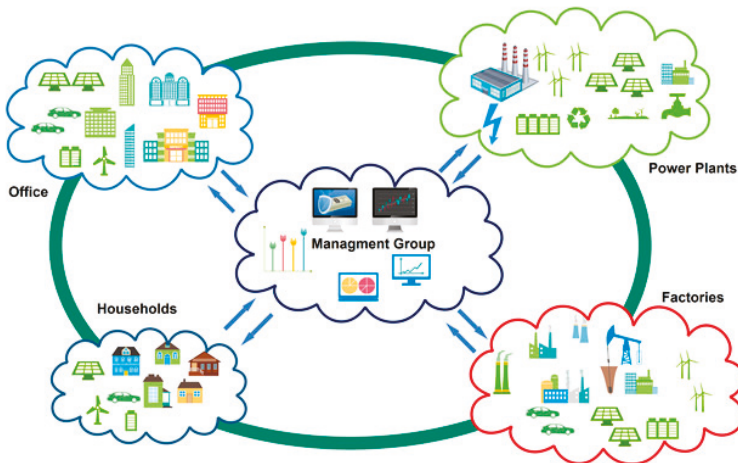 Power Plants
Office
Managment Group
Households
Factories